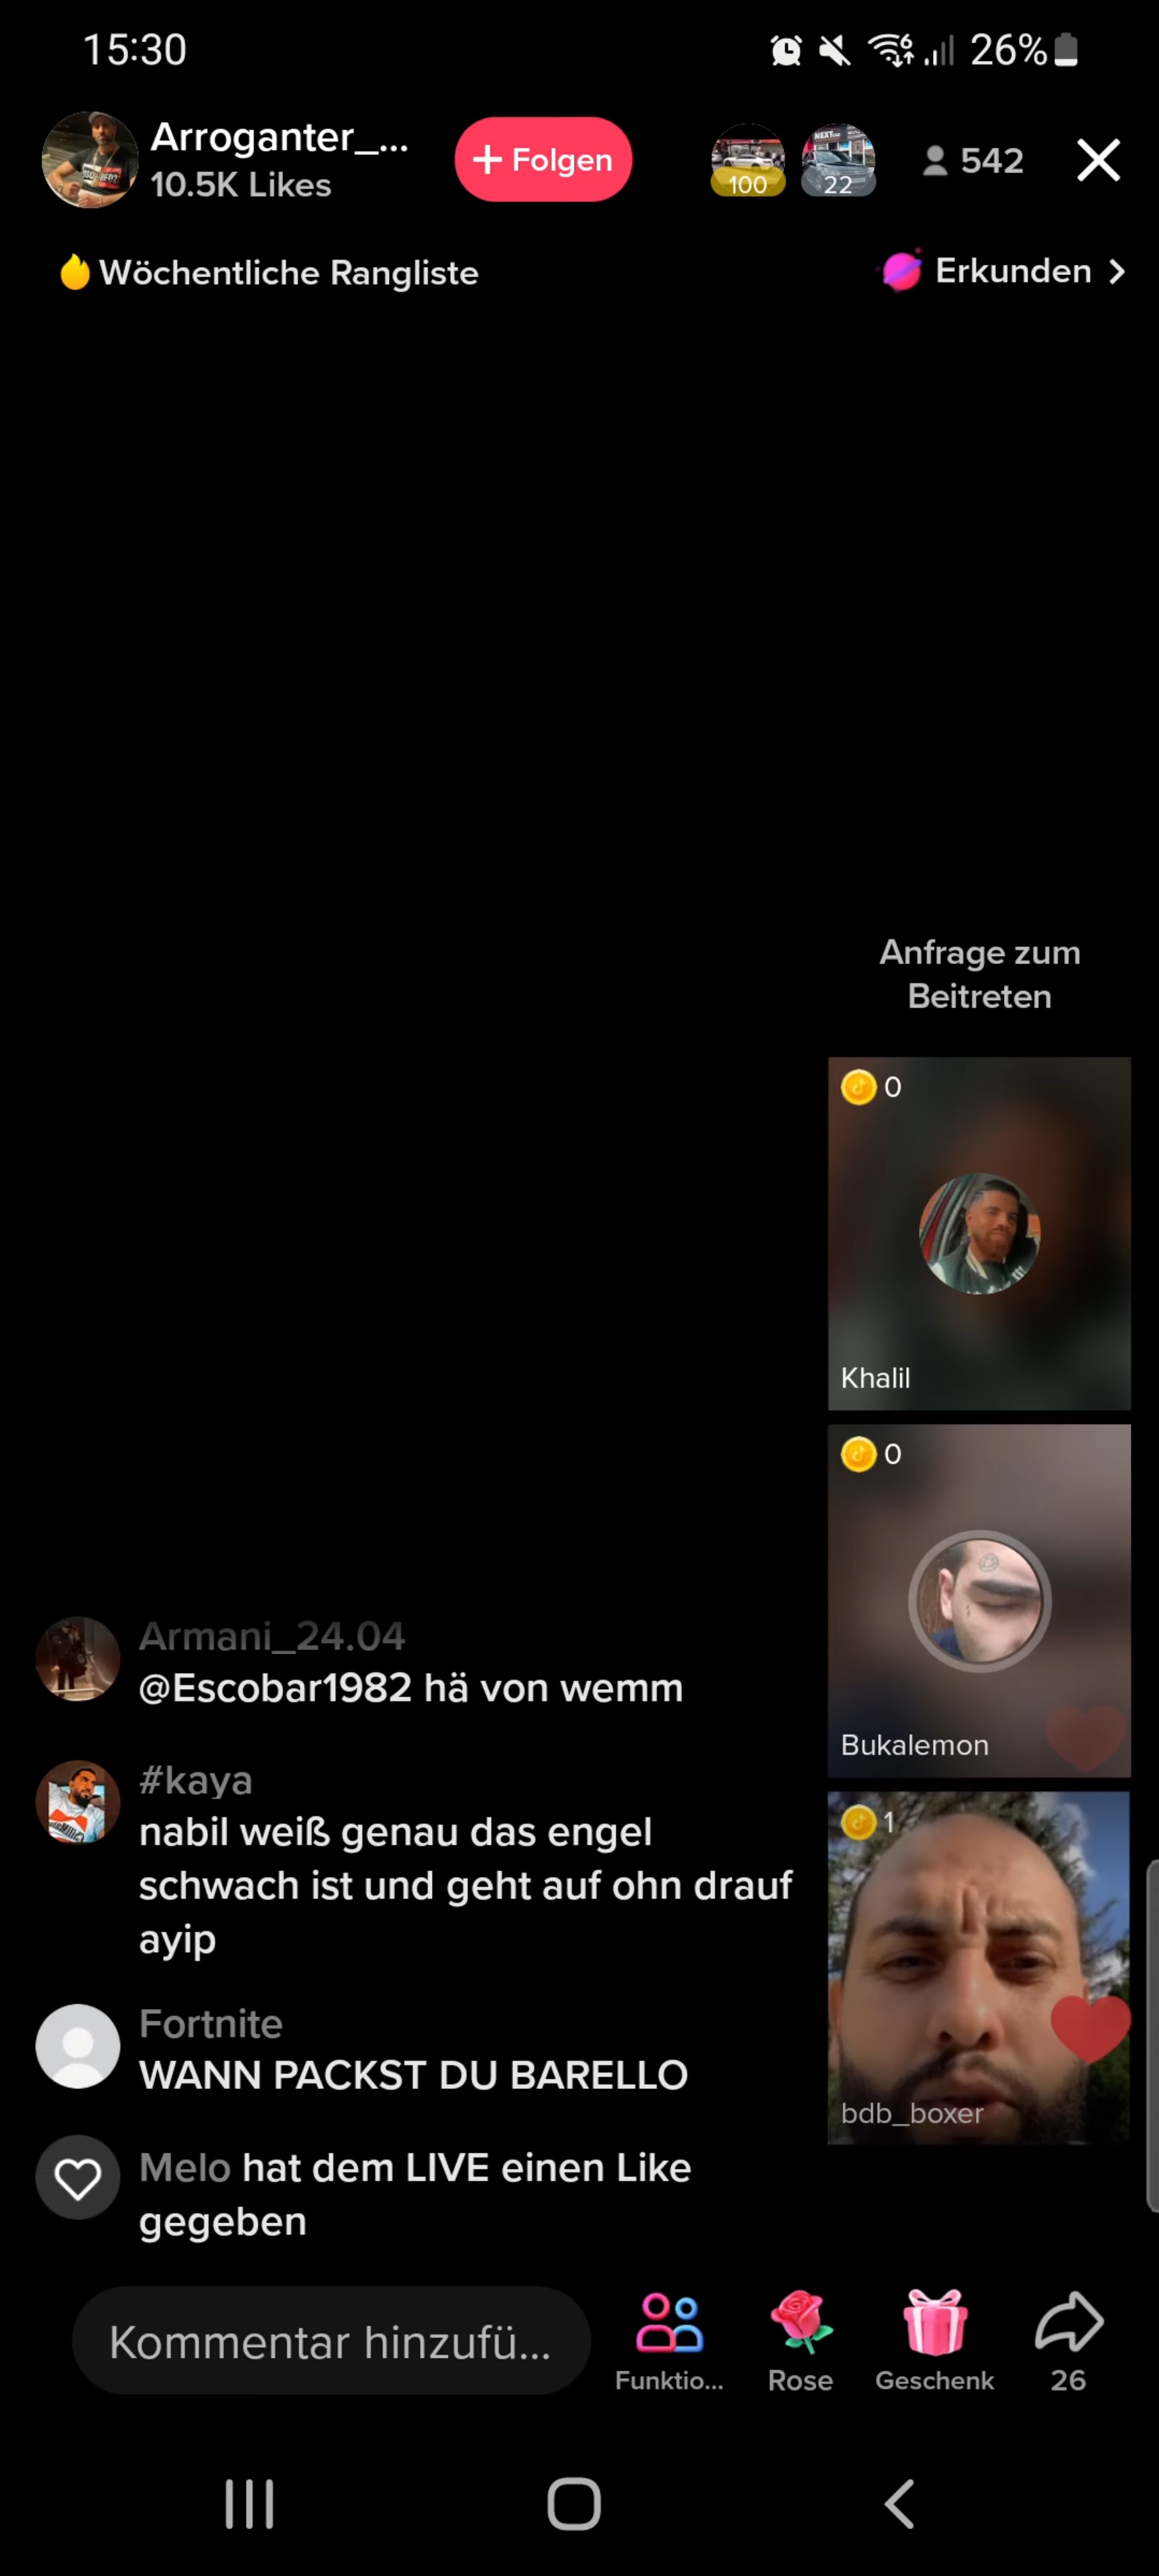 15:30
26%
Arroganter_...
10.5K Likes
+ Folgen
100
22
542
Wöchentliche Rangliste
Erkunden >
Anfrage zum
Beitreten
0
Khalil
0
Bukalemon
1
bdb_boxer
Armani_24.04
@Escobar1982 hä von wemm
#kaya
nabil weiß genau das engel
schwach ist und geht auf ohn drauf
ayip
Fortnite
WANN PACKST DU BARELLO
Melo hat dem LIVE einen Like
gegeben
Kommentar hinzufü...
Funktio...
Rose
Geschenk
26